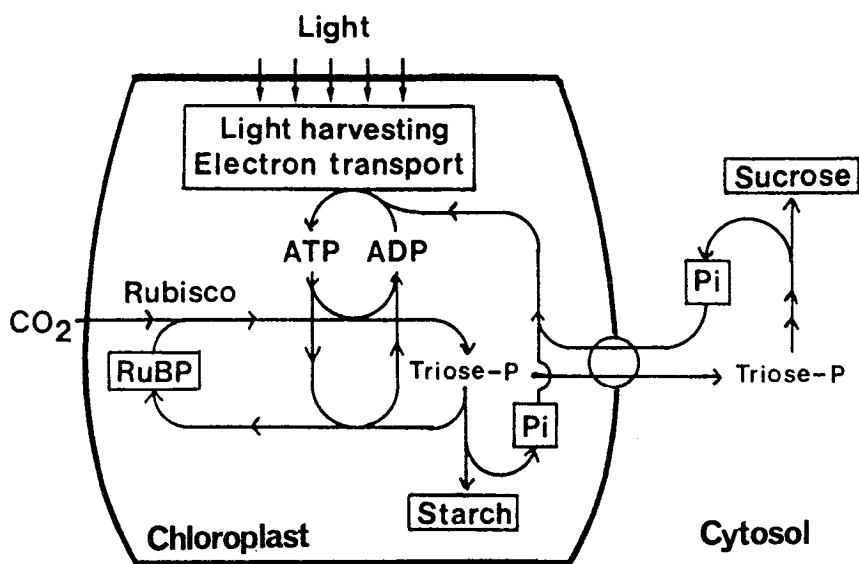 Light
Light harvesting
Electron transport
Sucrose
ATP ADP
Pi
Rubisco
CO2
RuBP
Triose-P
Triose-P
Pi
Starch
Chloroplast
Cytosol